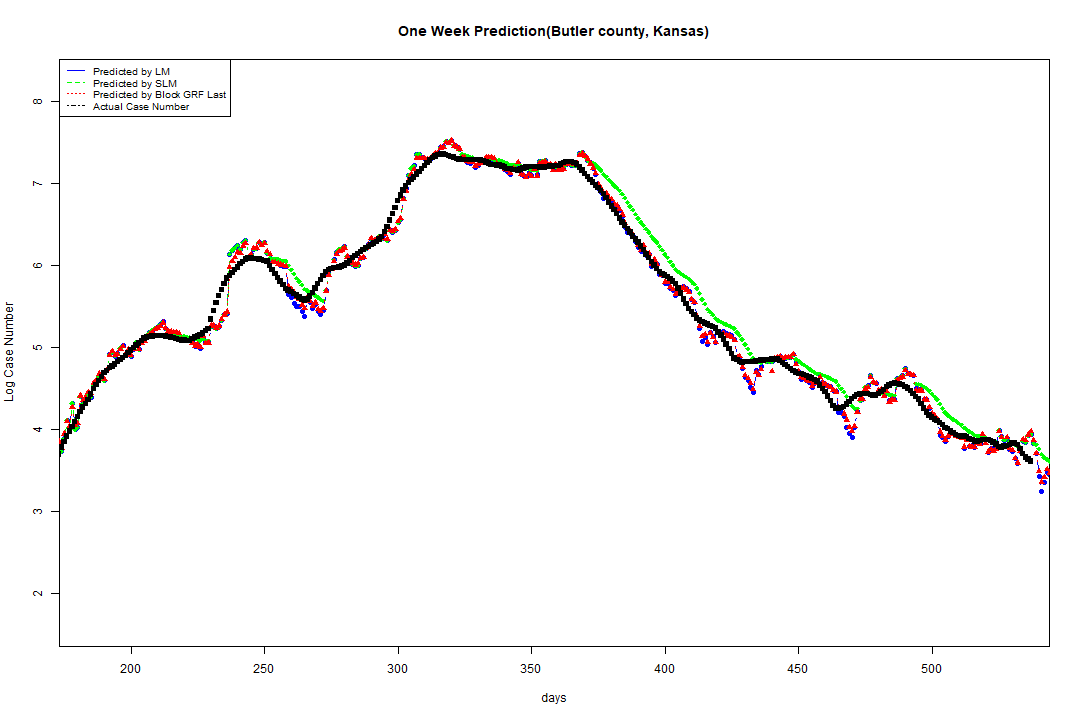 One Week Prediction(Butler county, Kansas)
Predicted by LM
Predicted by SLM
Predicted by Block GRF Last
Actual Case Number
8
7
6
5
4
3
2
Log Case Number
200 250 300 350 400 450 500
days